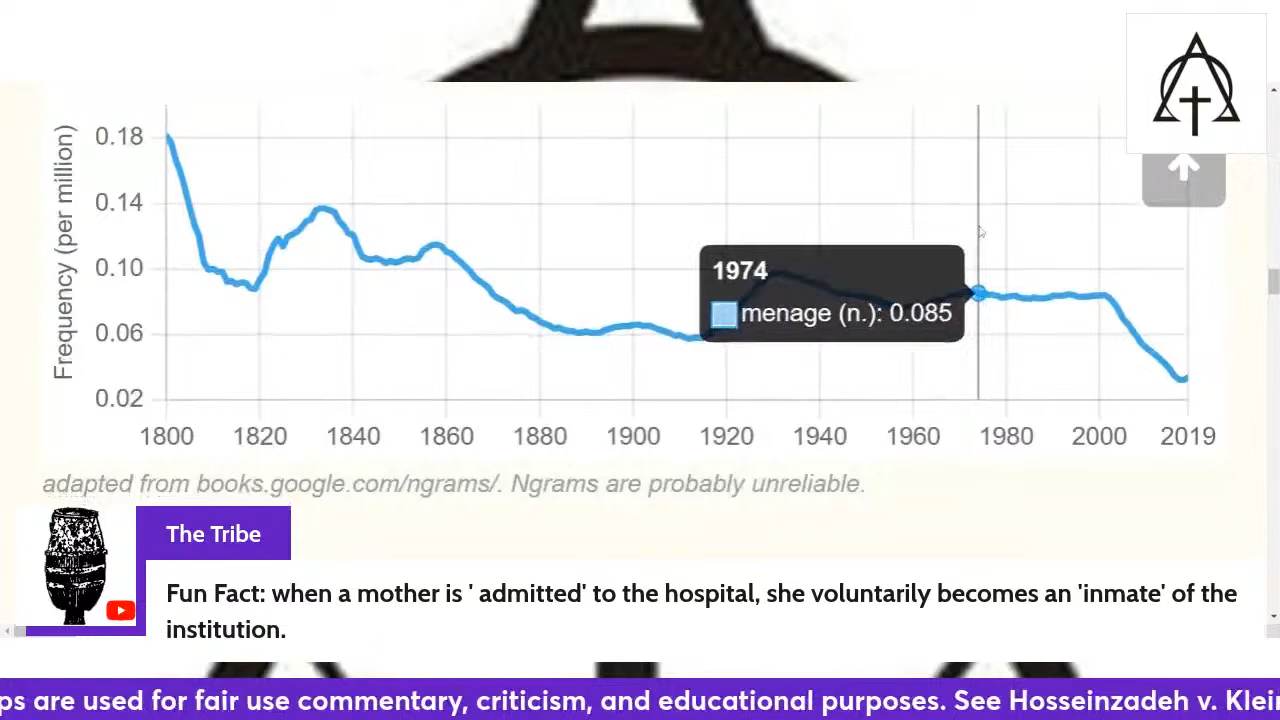 Frequency (per million)
0.18
0.14
0.10
0.06
0.02
1974
menage (n.): 0.085
1800 1820 1840 1860 1880 1900 1920 1940 1960 1980 2000 2019
adapted from books.google.com/ngrams/. Ngrams are probably unreliable.
The Tribe
Fun Fact: when a mother is ' admitted' to the hospital, she voluntarily becomes an 'inmate' of the
institution.
ps are used for fair use commentary, criticism, and educational purposes. See Hosseinzadeh v. Klei